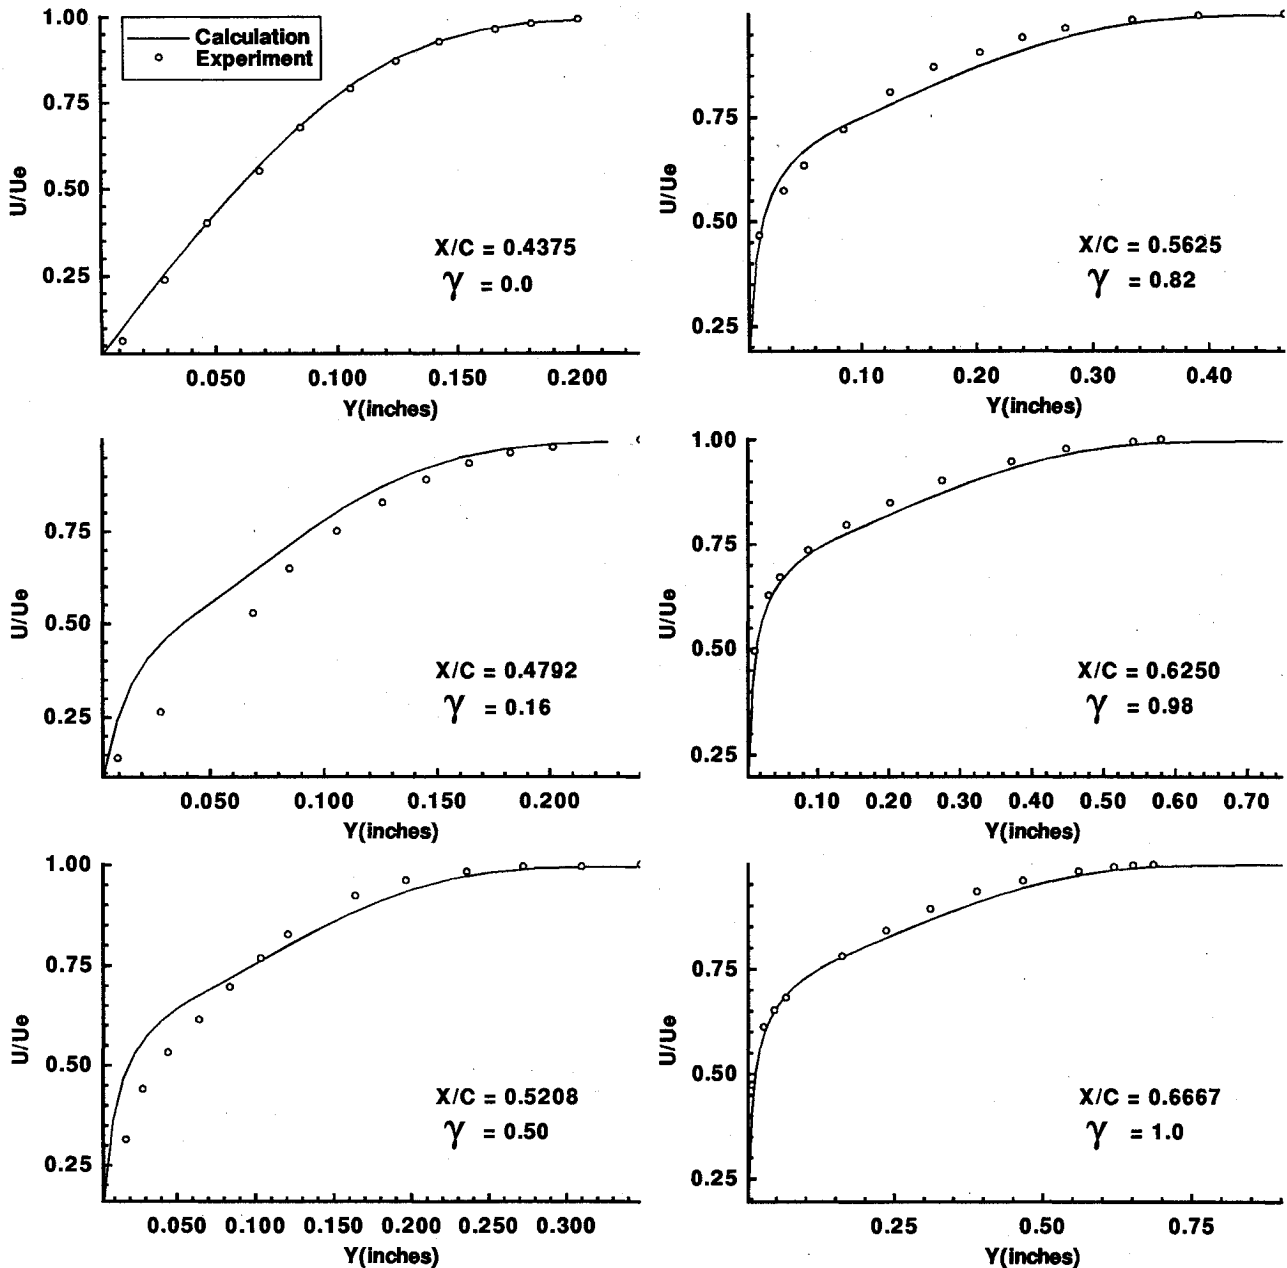 1.00
0.75
0.50
0.25
U/Ue
Calculation
Experiment
X/C = 0.4375
γ = 0.0
0.050 0.100 0.150 0.200
Y(inches)
0.75
0.50
0.25
U/Ue
X/C = 0.5625
γ = 0.82
0.10 0.20 0.30 0.40
Y(inches)
0.75
0.50
0.25
U/Ue
X/C = 0.4792
γ = 0.16
0.050 0.100 0.150 0.200
Y(inches)
1.00
0.75
0.50
0.25
U/Ue
X/C = 0.6250
γ = 0.98
0.10 0.20 0.30 0.40 0.50 0.60 0.70
Y(inches)
1.00
0.75
0.50
0.25
U/Ue
X/C = 0.5208
γ = 0.50
0.050 0.100 0.150 0.200 0.250 0.300
Y(inches)
1.00
0.75
0.50
0.25
U/Ue
X/C = 0.6667
γ = 1.0
0.25 0.50 0.75
Y(inches)